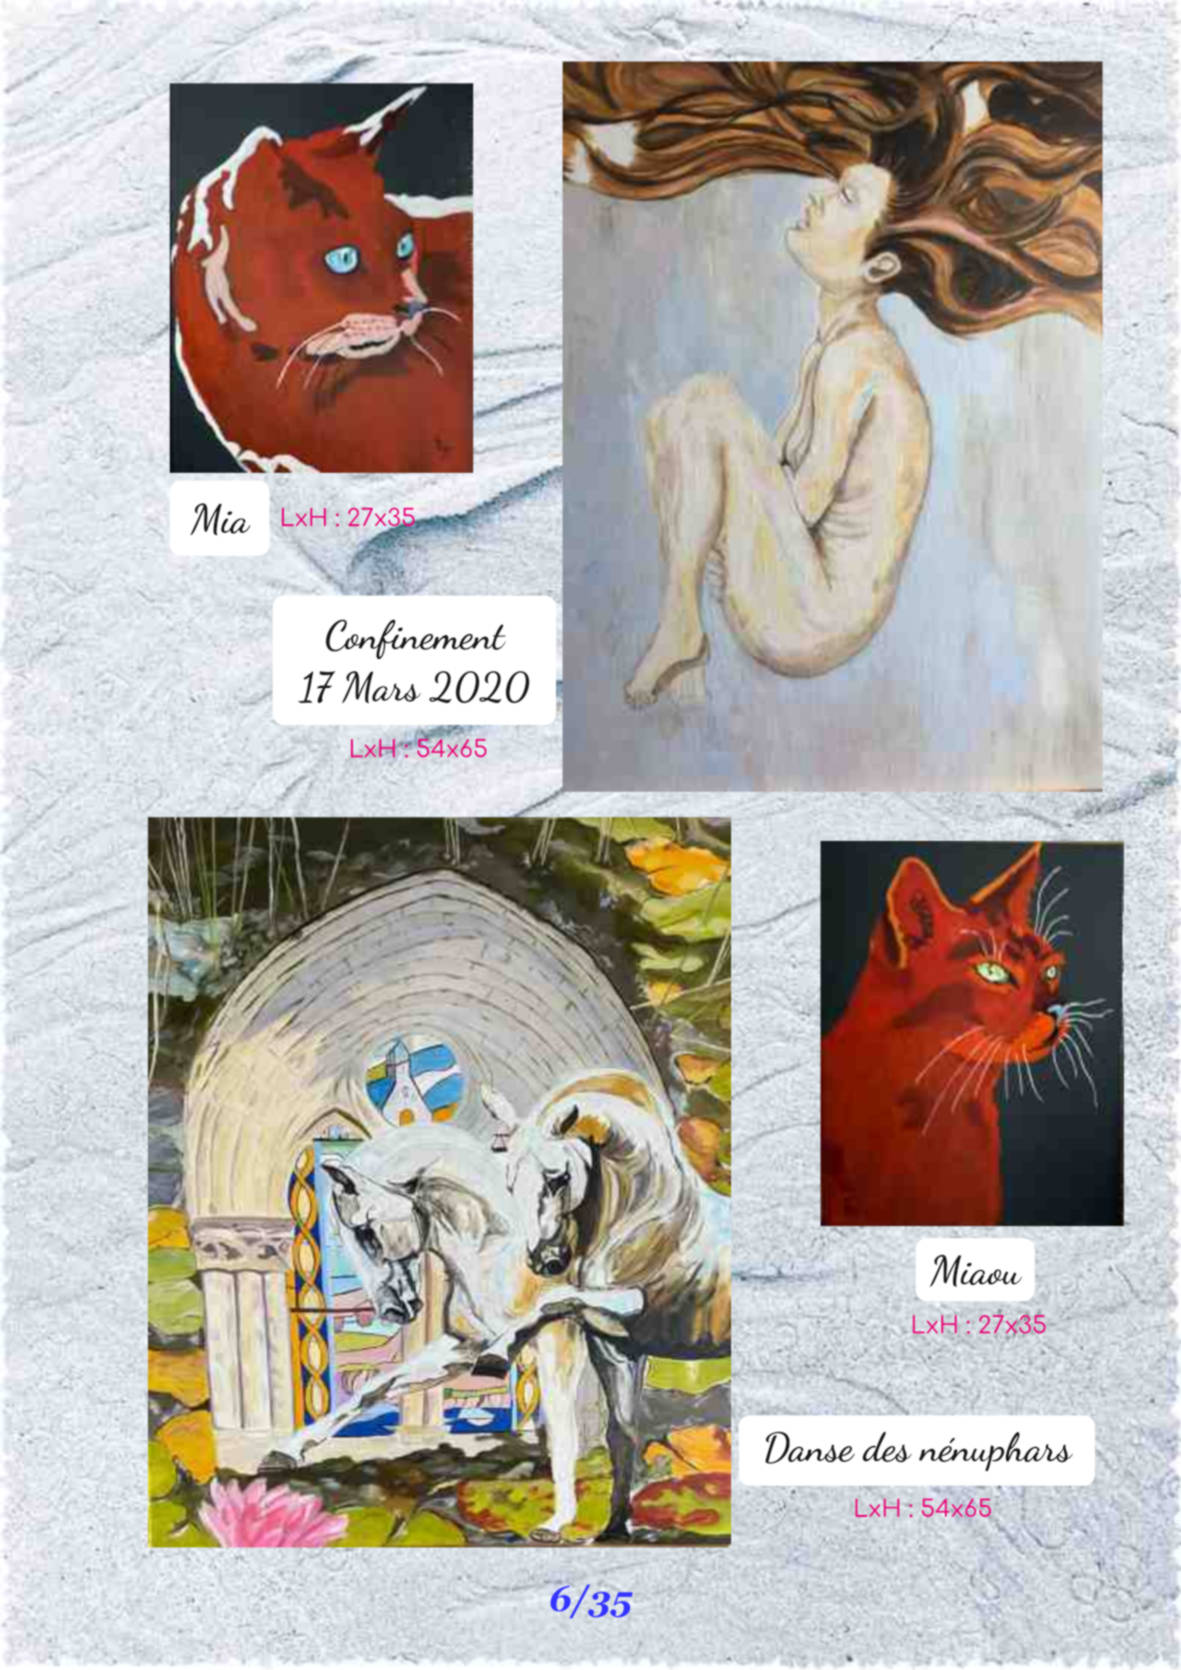 Mia
LxH : 27x35
Confinement
17 Mars 2020
LxH : 54x65
Miaou
LxH : 27x35
Danse des nénuphars
LxH : 54x65
6/35